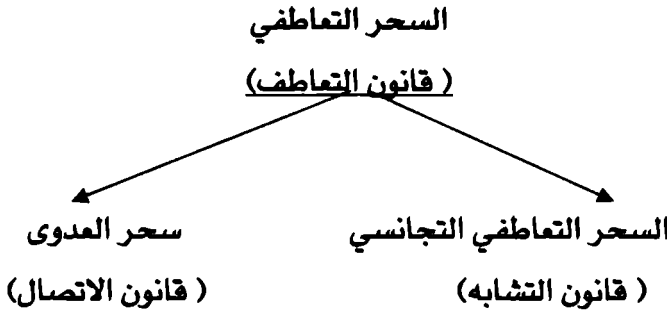 السحر التعاطفي
( قانون التعاطف)
السحر التعاطفي التجانسي
( قانون التشابه)
سحر العدوى
( قانون الاتصال)